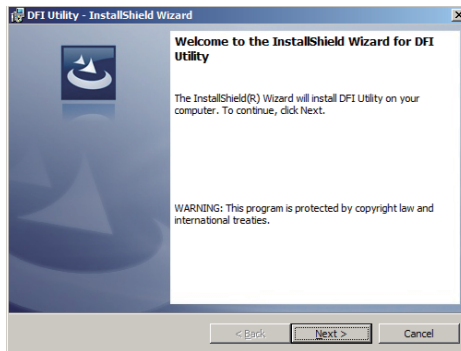 DFI Utility - InstallShield Wizard
Welcome to the InstallShield Wizard for DFI
Utility
The InstallShield(R) Wizard will install DFI Utility on your
computer. To continue, click Next.
WARNING: This program is protected by copyright law and
international treaties.
< Back Next > Cancel